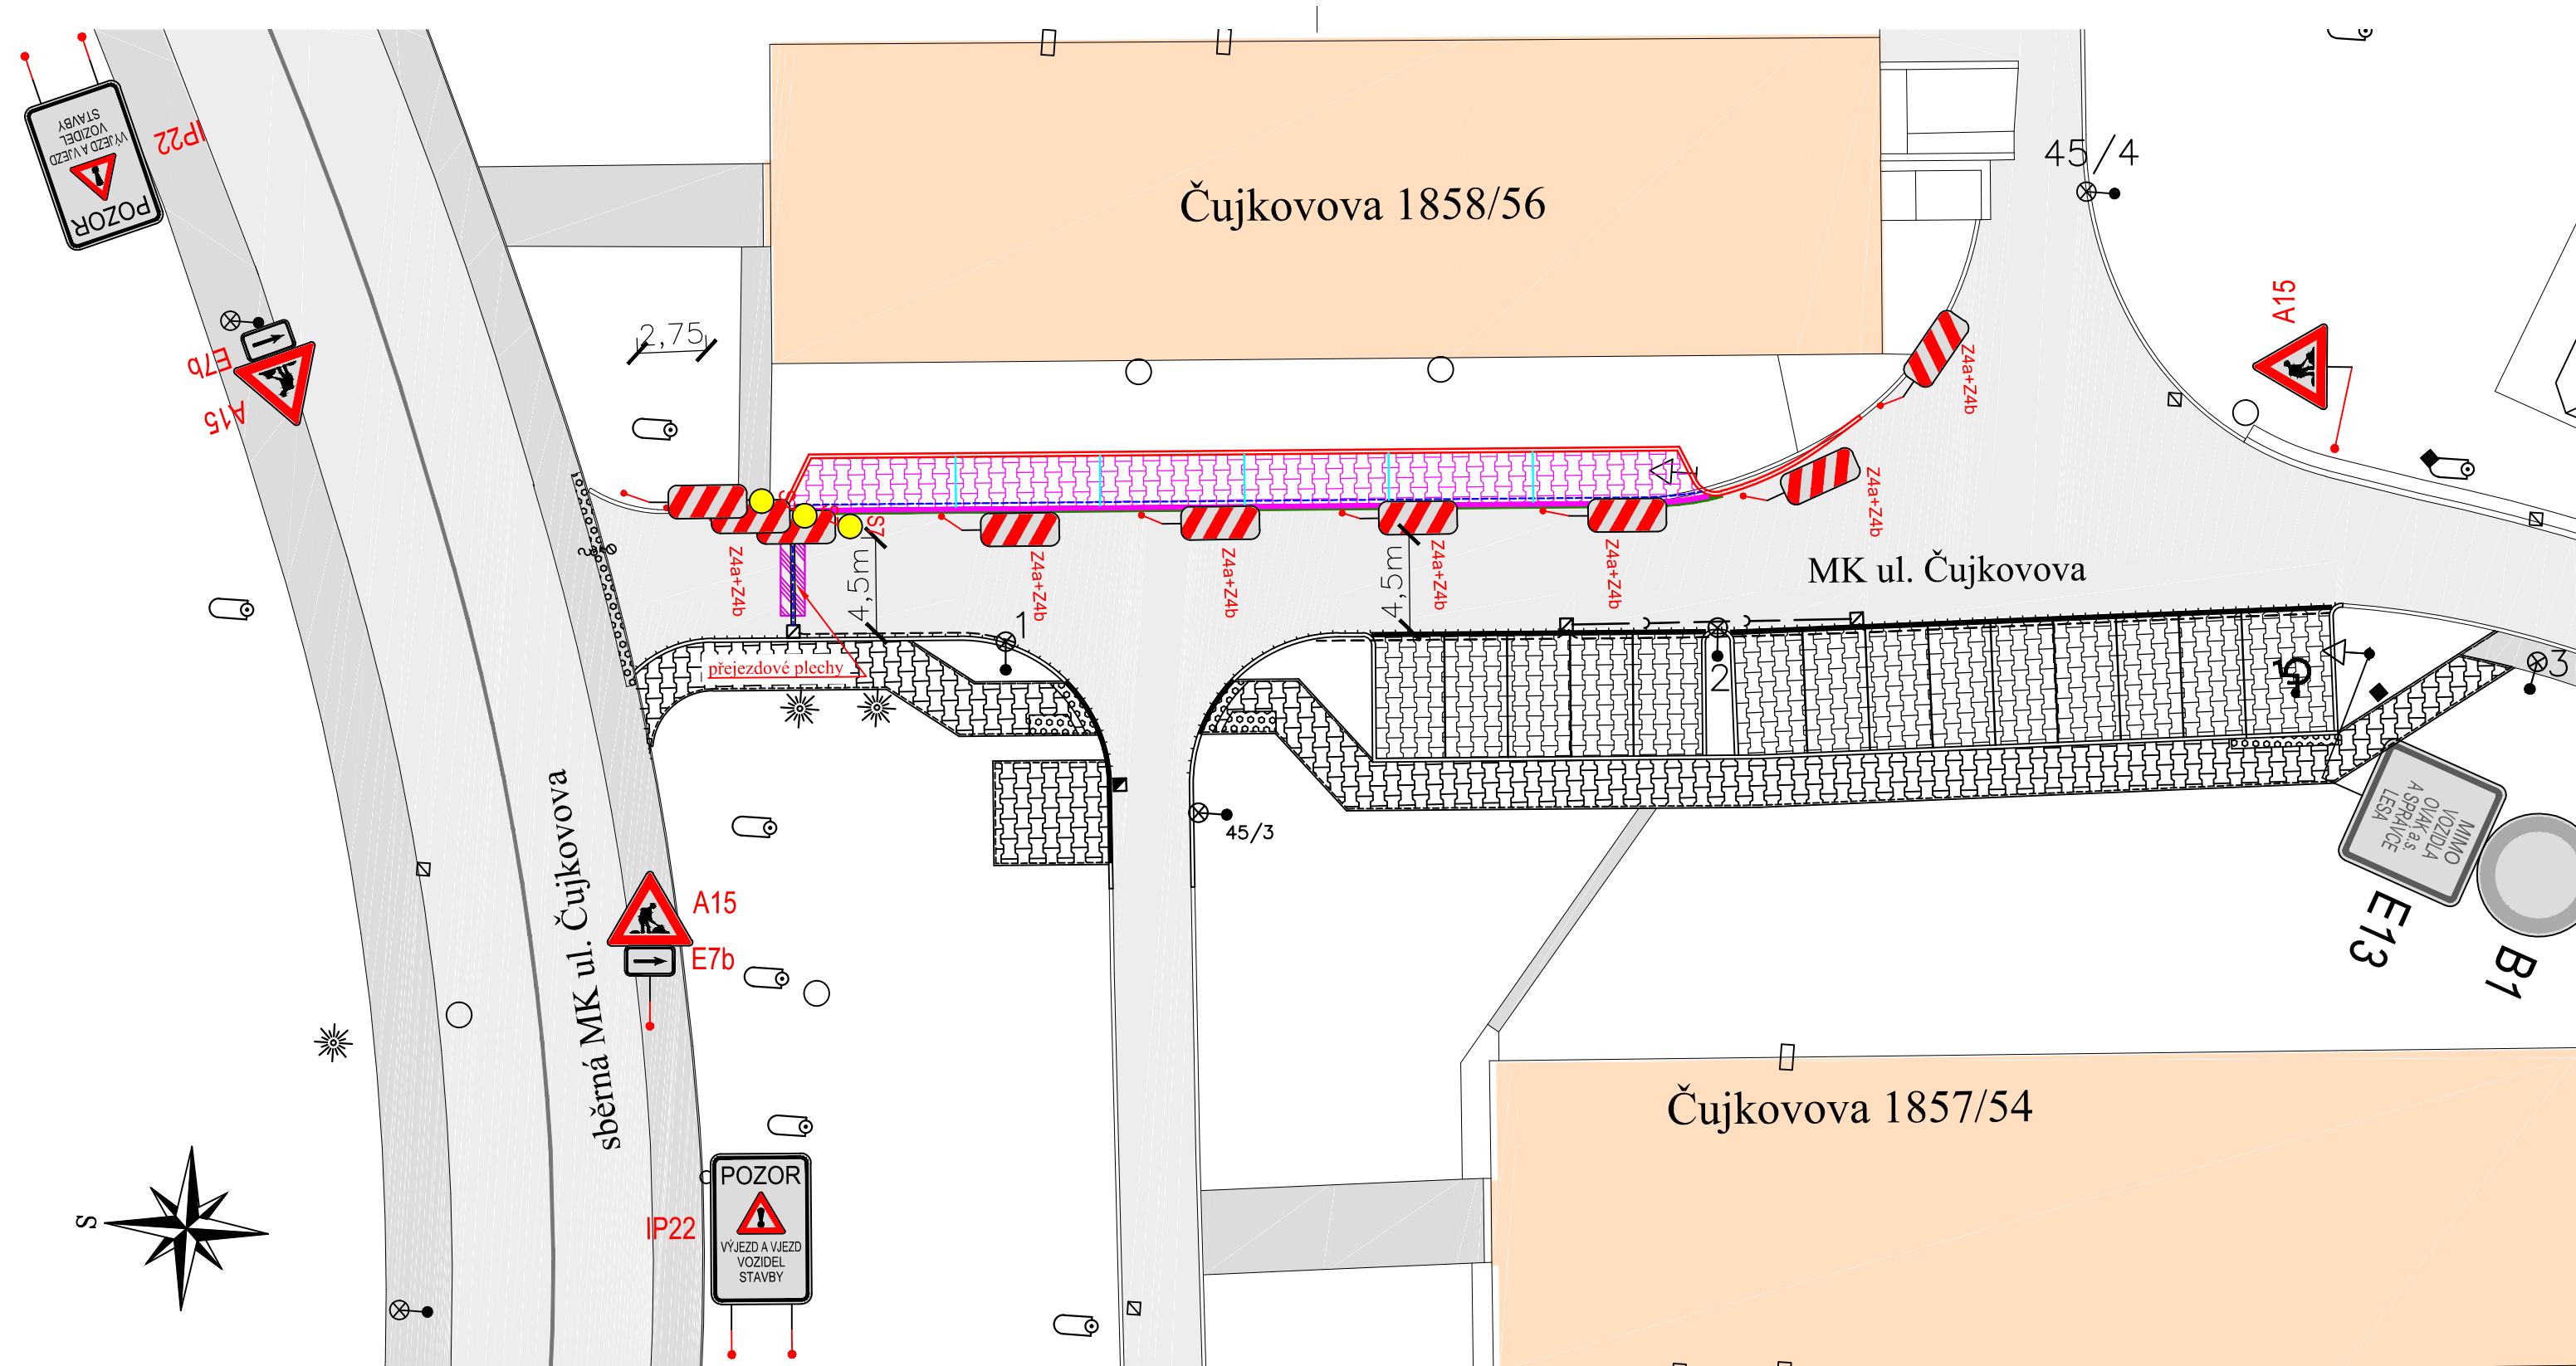 POZOR
VÝJEZD A VJEZD
VOZIDEL
STAVBY
IP22
E7b
A15
2,75
Čujkovova 1858/56
45/4
A15
Z4a+Z4b
Z4a+Z4b
S7
Z4a+Z4b
Z4a+Z4b
Z4a+Z4b
Z4a+Z4b
Z4a+Z4b
4,5m
4,5m
MK ul. Čujkovova
1
2
3
přejezdové plechy
45/3
MIMO
VOZIDLA
OVAK a.s.
A SPRÁVCE
LESA
E13
B1
sběrná MK ul. Čujkovova
A15
E7b
Čujkovova 1857/54
POZOR
VÝJEZD A VJEZD
VOZIDEL
STAVBY
IP22
S